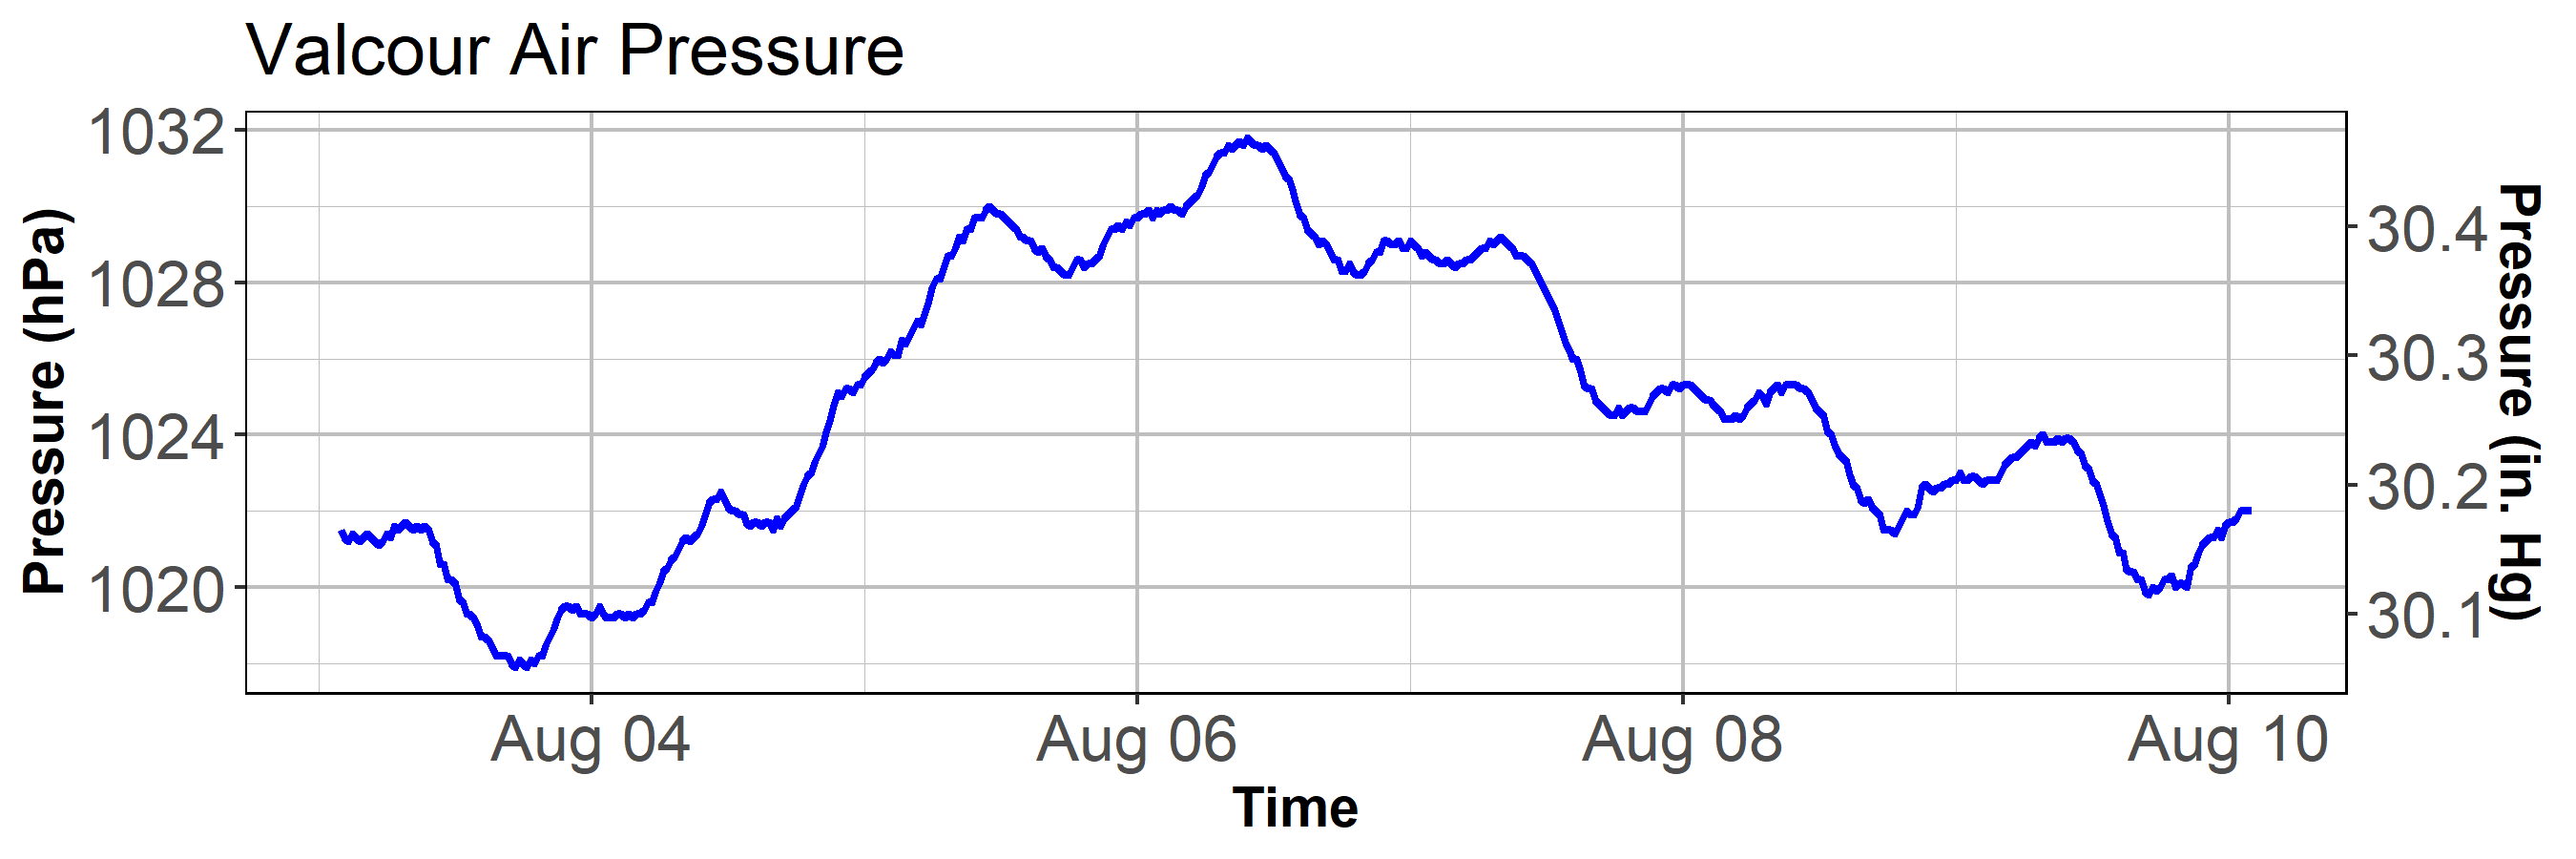 Valcour Air Pressure
1032
1028
1024
1020
Pressure (hPa)
30.4
30.3
30.2
30.1
Pressure (in. Hg)
Aug 04
Aug 06
Aug 08
Aug 10
Time